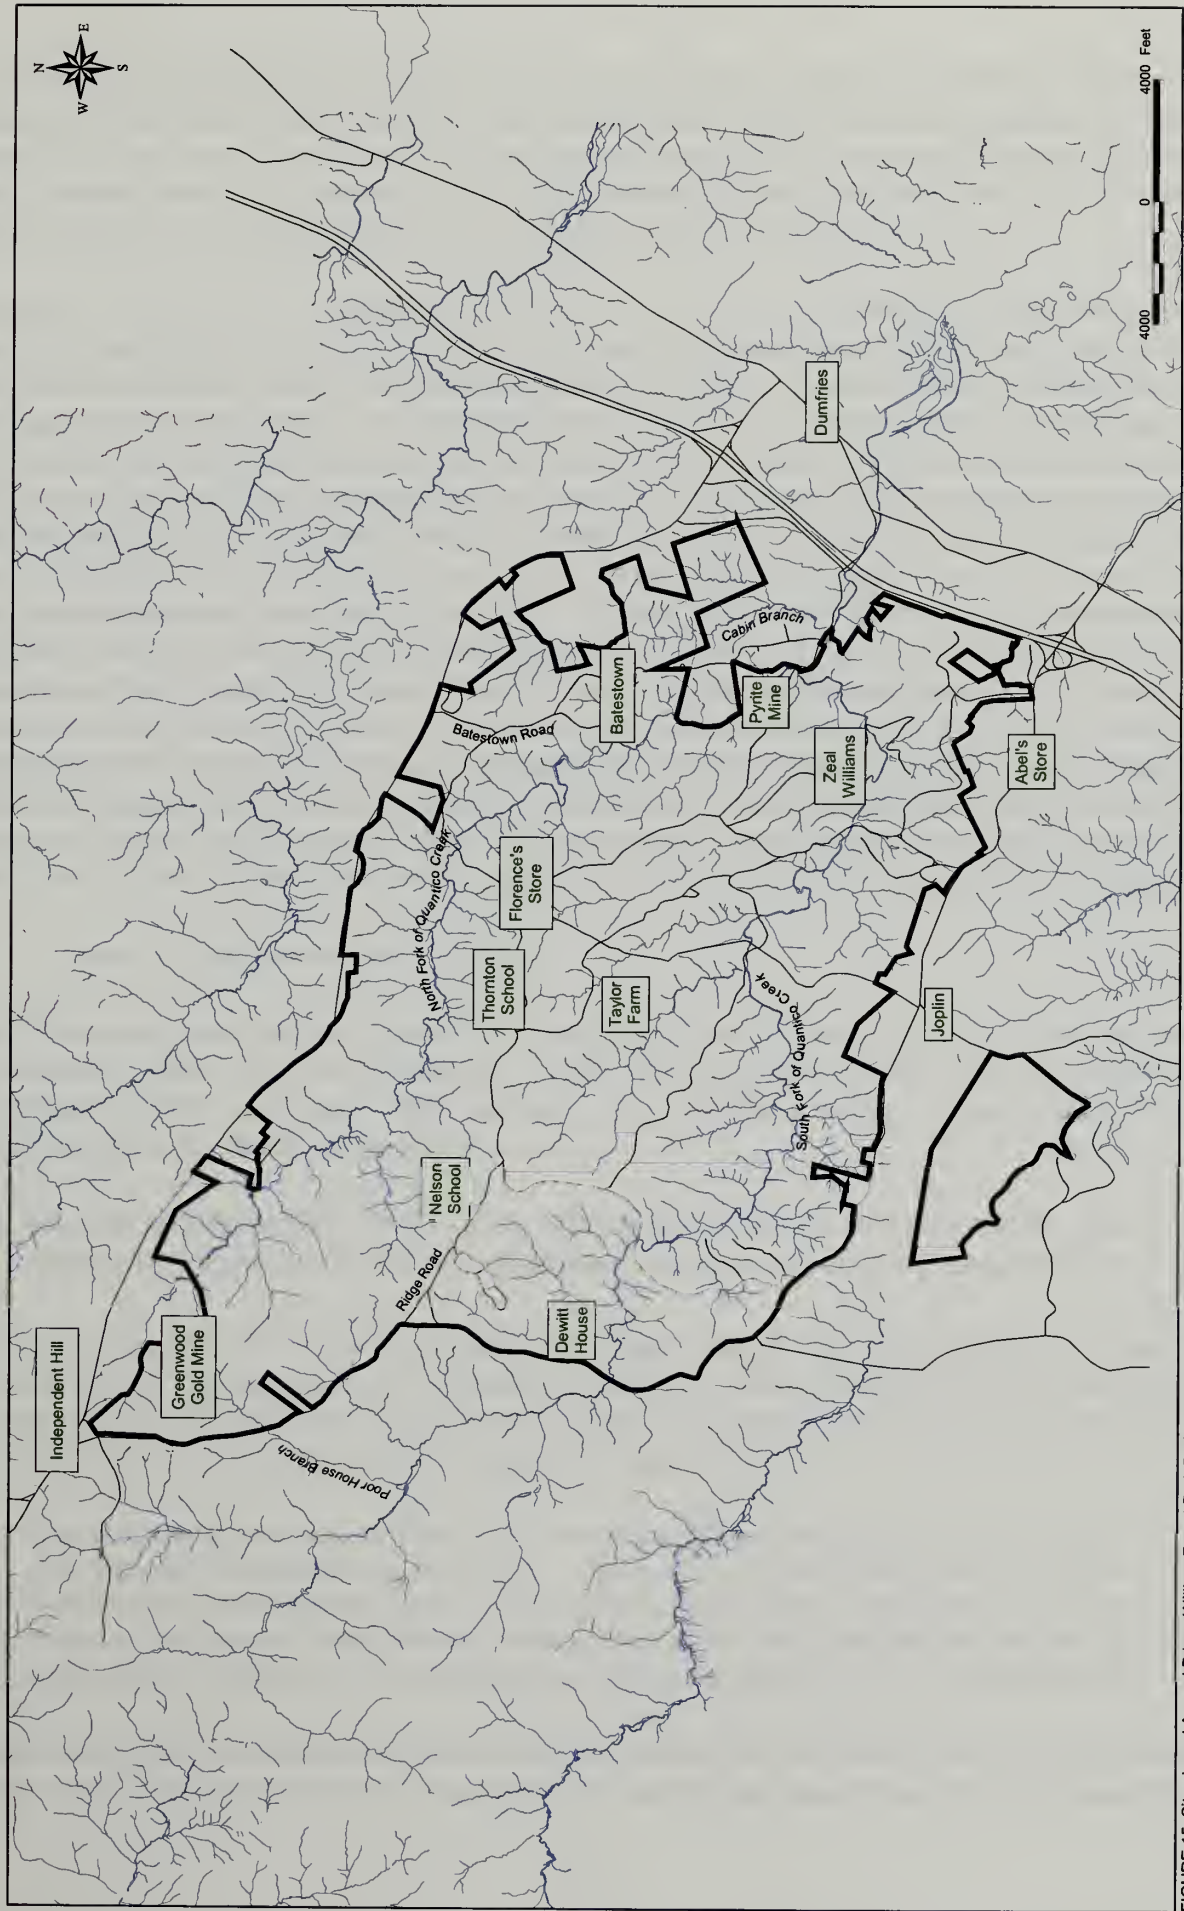 N
W
E
S
Independent Hill
Greenwood
Gold Mine
Poor House Branch
Ridge Road
Nelson
School
North Fork of Quantico Creek
Batestown Road
Thornton
School
Florence's
Store
Dewitt
House
Taylor
Farm
Batestown
Cabin Branch
Pyrite
Mine
South Fork of Quantico Creek
Zeal
Williams
Dumfries
Joplin
Abel's
Store
4000 0 4000 Feet
FIGURE 15